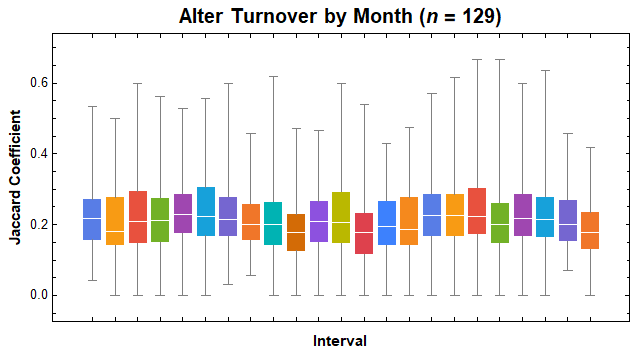 Alter Turnover by Month (n = 129)
0.6
0.4
0.2
0.0
Jaccard Coefficient
Interval